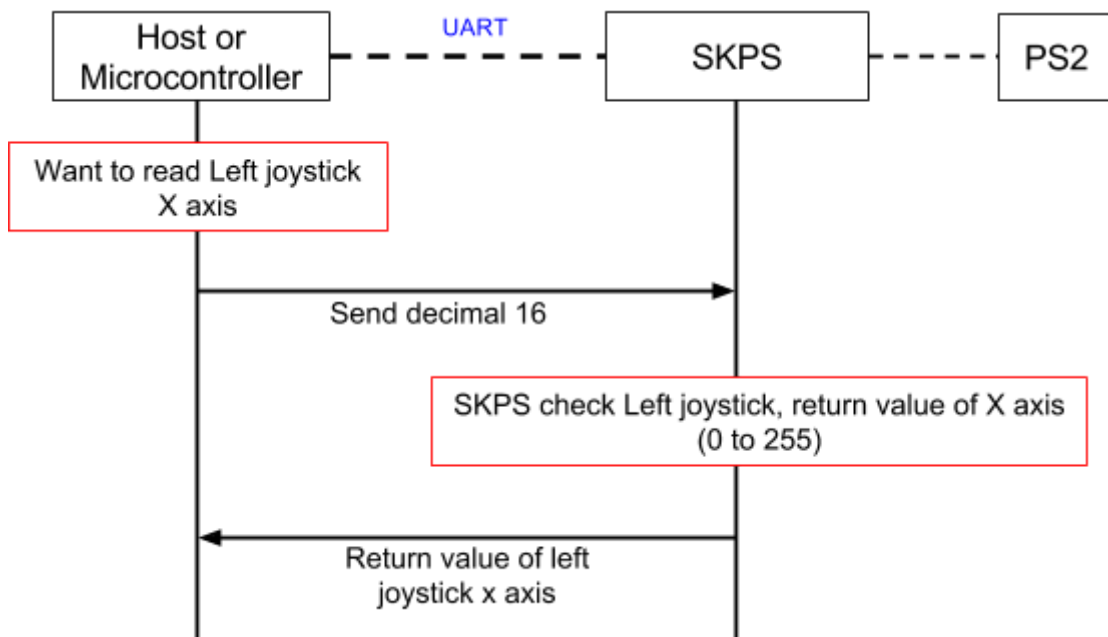 Host or
Microcontroller
UART
SKPS
PS2
Want to read Left joystick
X axis
Send decimal 16
SKPS check Left joystick, return value of X axis
(0 to 255)
Return value of left
joystick x axis